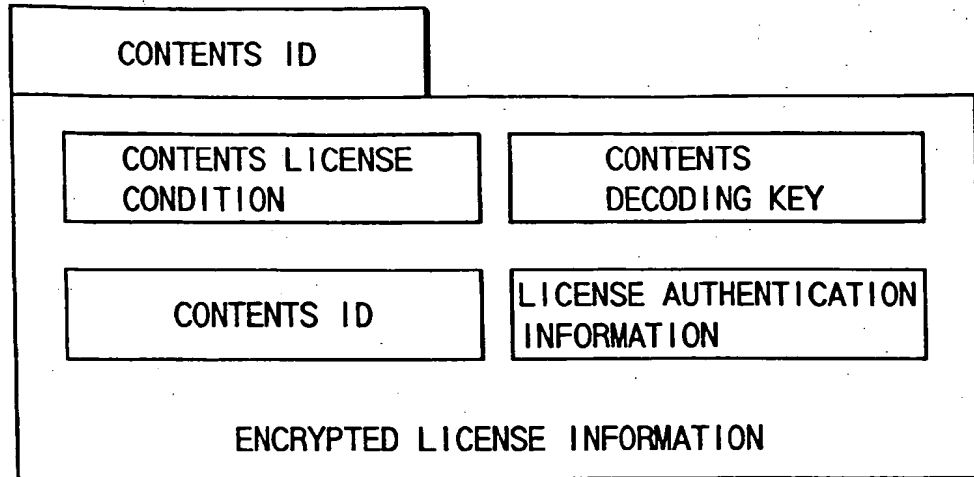 CONTENTS ID
CONTENTS LICENSE
CONDITION
CONTENTS
DECODING KEY
CONTENTS ID
LICENSE AUTHENTICATION
INFORMATION
ENCRYPTED LICENSE INFORMATION